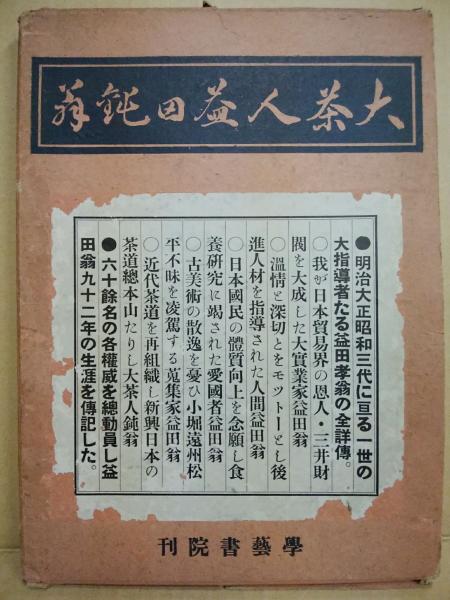 大茶人益田鈍翁
●明治大正昭和三代に亘る一世の
大指導者たる益田孝翁の全詳傳。
○我が日本貿易界の恩人・三井財
閥を大成した大實業家益田翁
○溫情と深切とをモットーとし後
進人材を指導された人間益田翁
○日本國民の體質向上を念願し食
養硏究に竭された愛國者益田翁
○古美術の散逸を憂ひ小堀遠州松
平不昧を凌駕する蒐集家益田翁
○近代茶道を再組織し新興日本の
茶道總本山たりし大茶人鈍翁
●六十餘名の各權威を總動員し益
田翁九十二年の生涯を傳記した。
學藝書院刊